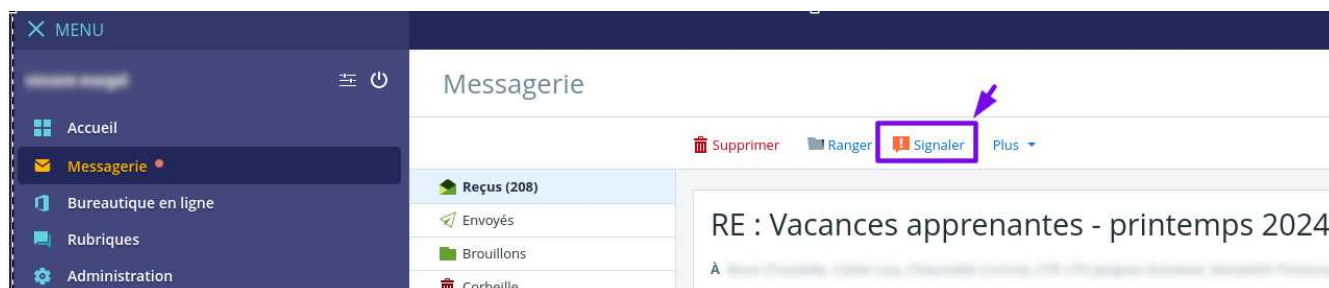 MENU
Messagerie
Accueil
Messagerie
Supprimer Ranger Signaler Plus
Bureautique en ligne
Rubriques
Administration
Reçus (208)
Envoyés
Brouillons
Corbeille
RE : Vacances apprenantes - printemps 2024
À